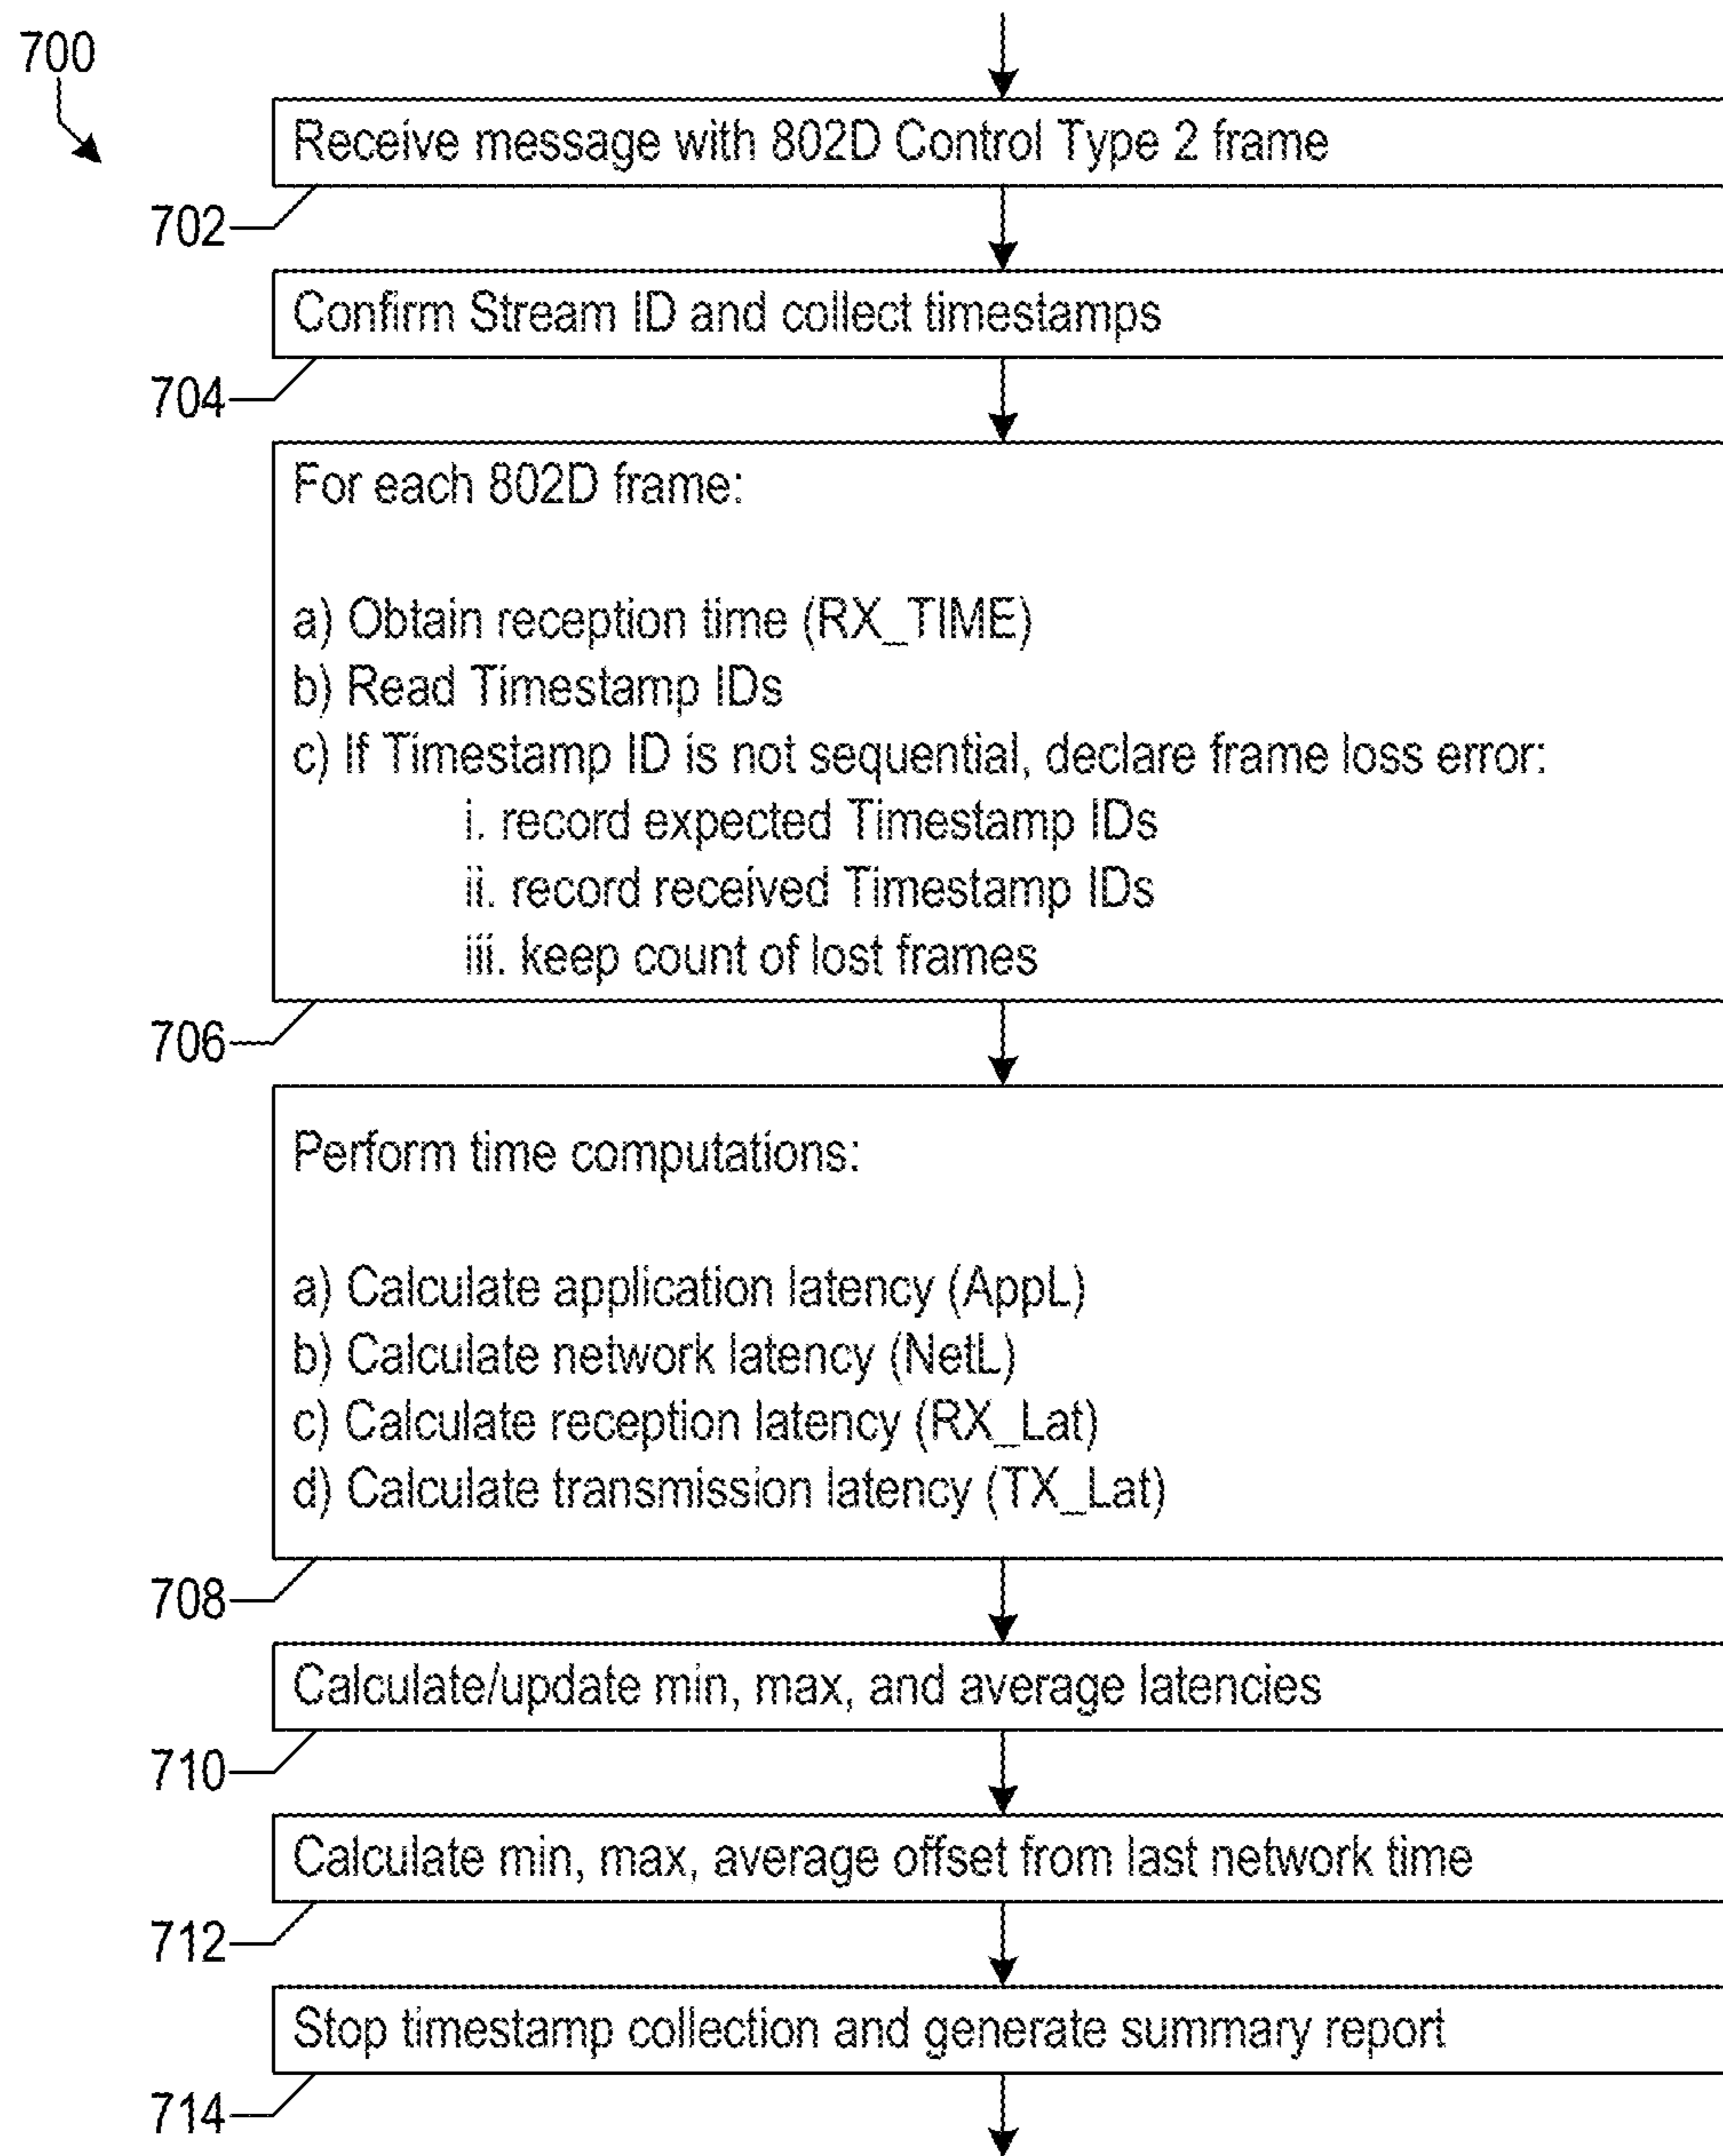 700
Receive message with 802D Control Type 2 frame
702
Confirm Stream ID and collect timestamps
704
For each 802D frame:
a) Obtain reception time (RX_TIME)
b) Read Timestamp IDs
c) If Timestamp ID is not sequential, declare frame loss error:
i. record expected Timestamp IDs
ii. record received Timestamp IDs
iii. keep count of lost frames
706
Perform time computations:
a) Calculate application latency (AppL)
b) Calculate network latency (NetL)
c) Calculate reception latency (RX_Lat)
d) Calculate transmission latency (TX_Lat)
708
Calculate/update min, max, and average latencies
710
Calculate min, max, average offset from last network time
712
Stop timestamp collection and generate summary report
714